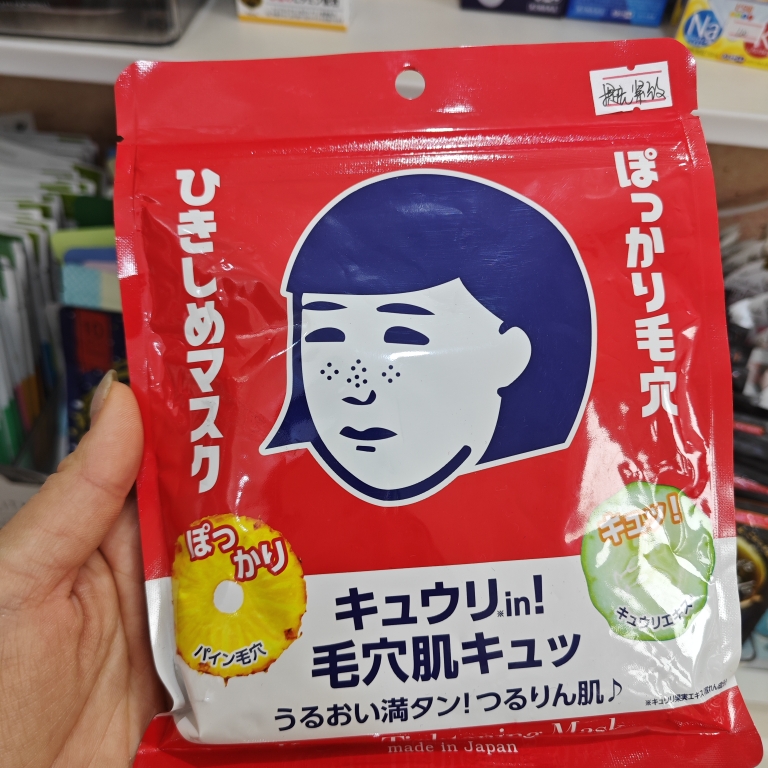 ぽっかり毛穴
ひきしめマスク
ぽっ
かり
パイン毛穴
キュッ!
キュウリエキス
キュウリ※in!
毛穴肌キュッ
うるおい満タン!つるりん肌♪
Tightening Mask
made in Japan
Na